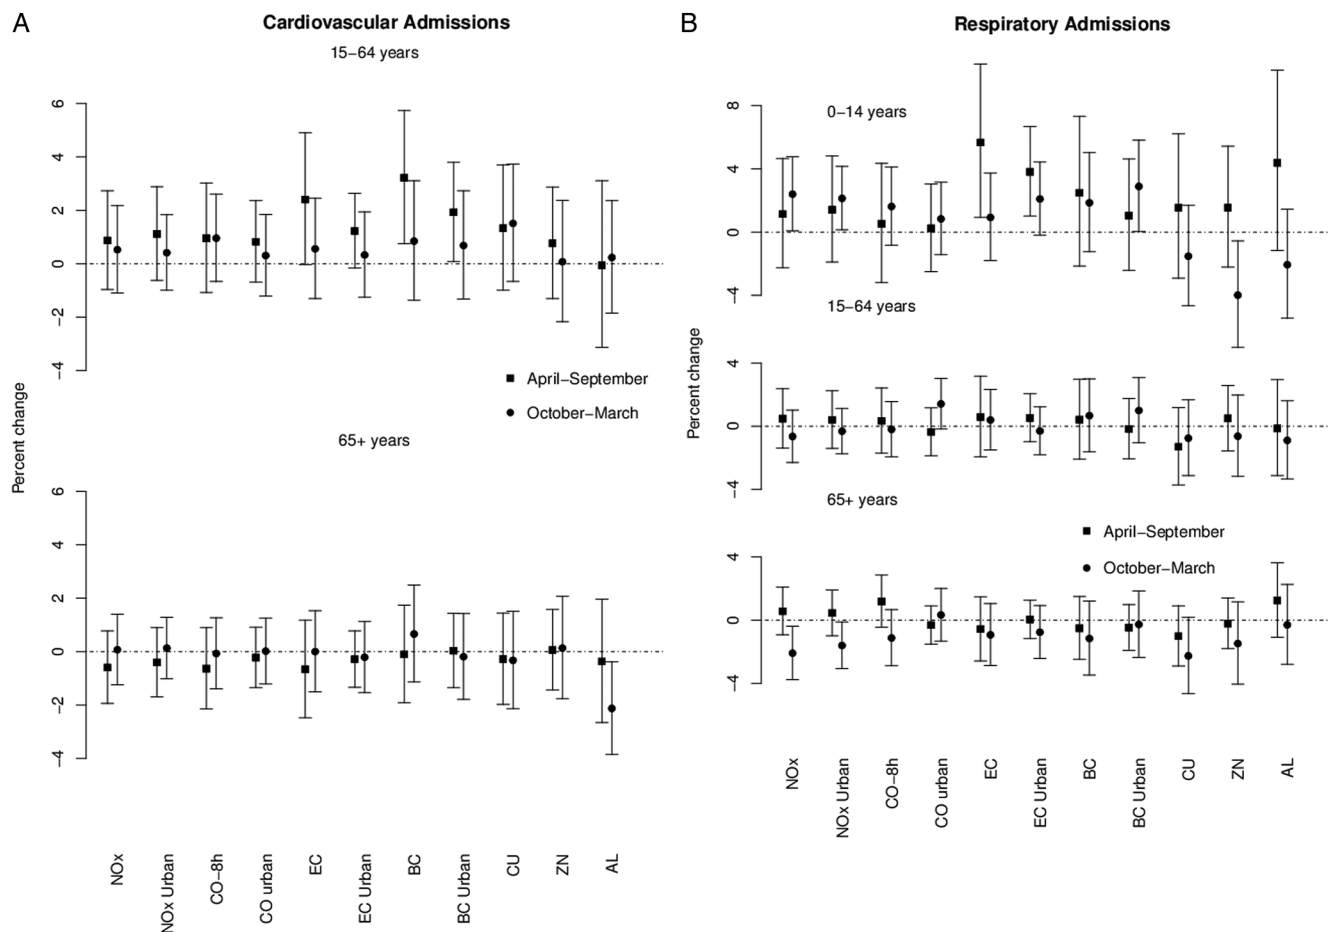 A
Cardiovascular Admissions
15−64 years
6
4
2
0
−2
−4
April−September
October−March
Percent change
65+ years
6
4
2
0
−2
−4
NOx
NOx Urban
CO−8h
CO urban
EC
EC Urban
BC
BC Urban
CU
ZN
AL
B
Respiratory Admissions
0−14 years
8
4
0
−4
15−64 years
Percent change
4
0
−4
65+ years
April−September
October−March
4
0
−4
NOx
NOx Urban
CO−8h
CO urban
EC
EC Urban
BC
BC Urban
CU
ZN
AL